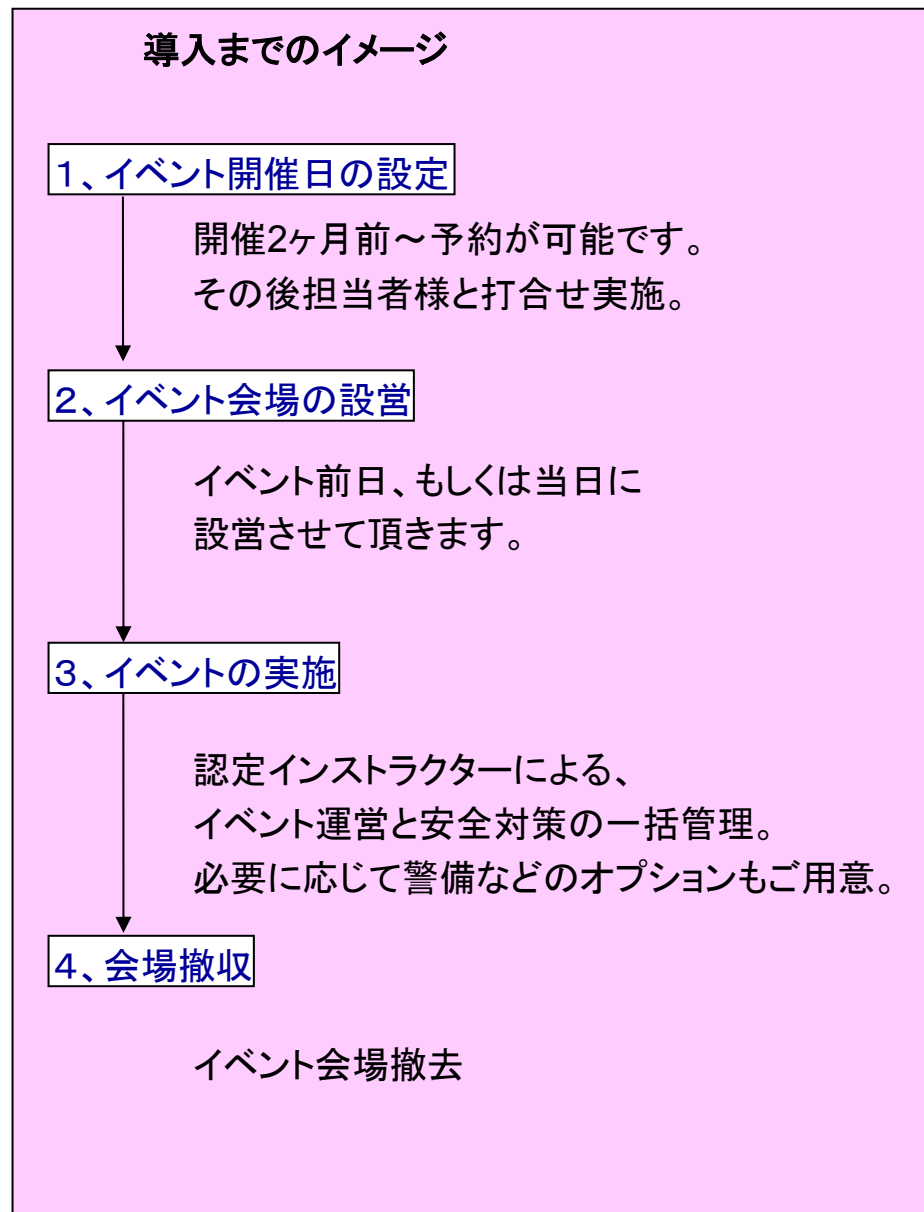 導入までのイメージ
１、イベント開催日の設定
開催2ヶ月前～予約が可能です。
その後担当者様と打合せ実施。
２、イベント会場の設営
イベント前日、もしくは当日に
設営させて頂きます。
３、イベントの実施
認定インストラクターによる、
イベント運営と安全対策の一括管理。
必要に応じて警備などのオプションもご用意。
４、会場撤収
イベント会場撤去